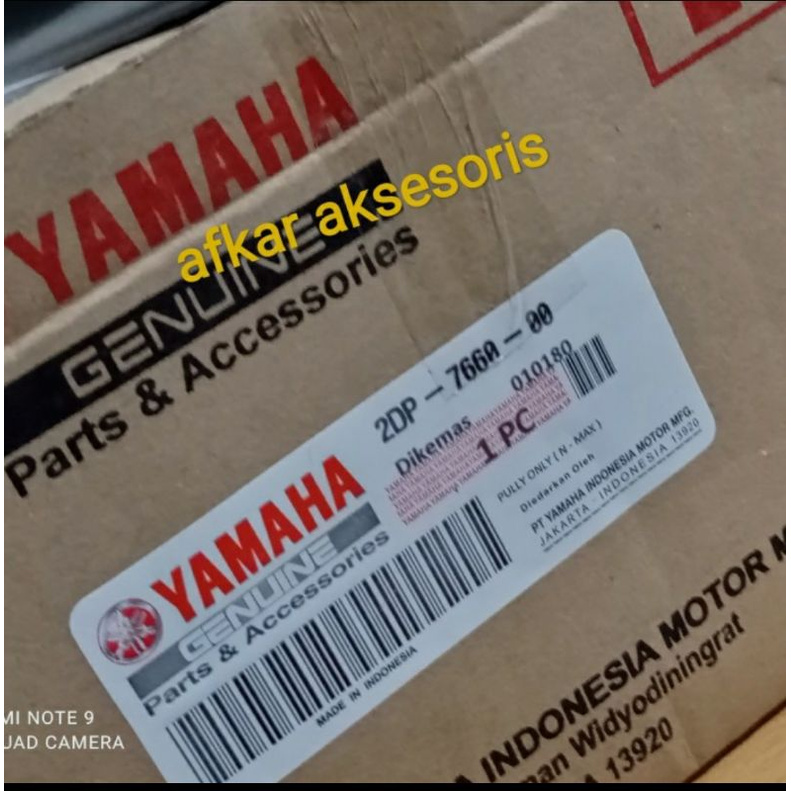 YAMAHA
GENUINE
Parts & Accessories
afkar aksesoris
2DP-7660-00
010180
Dikemas
1 PC
PULLY ONLY ( N - MAX )
Diedarkan Oleh
PT YAMAHA INDONESIA MOTOR MFG.
JAKARTA - INDONESIA 13920
YAMAHA
GENUINE
Parts & Accessories
MADE IN INDONESIA
INDONESIA MOTOR
Widyodiningrat
13920
MI NOTE 9
UAD CAMERA